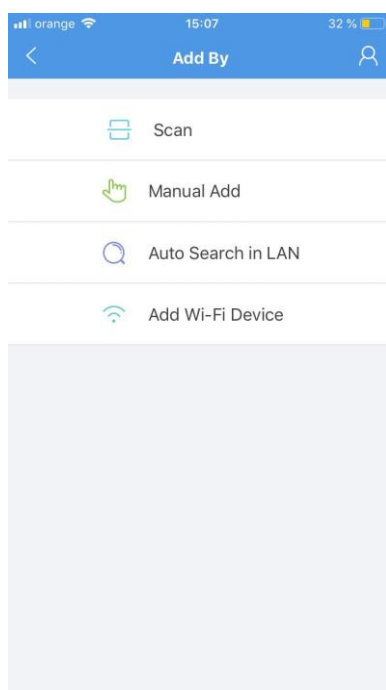 orange 15:07 32 %
Add By
Scan
Manual Add
Auto Search in LAN
Add Wi-Fi Device